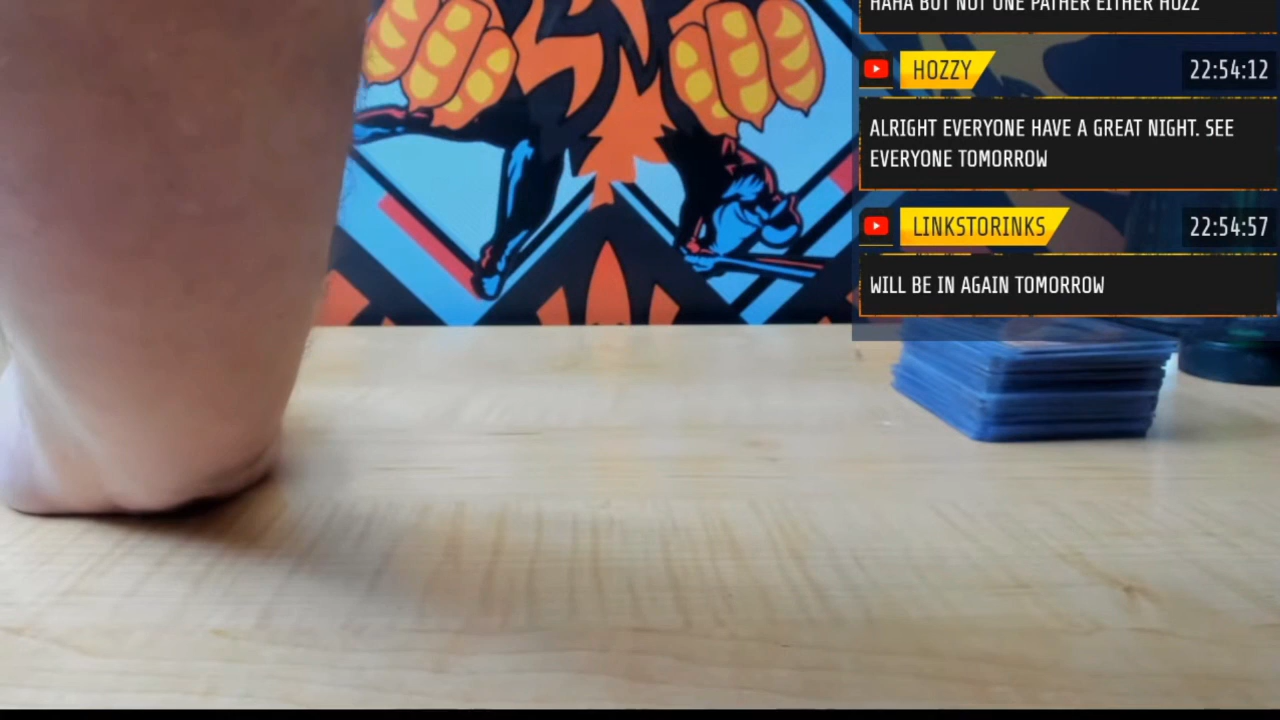 HAHA BUT NOT ONE PATHER EITHER HOZZ
HOZZY
22:54:12
ALRIGHT EVERYONE HAVE A GREAT NIGHT. SEE
EVERYONE TOMORROW
LINKSTORINKS
22:54:57
WILL BE IN AGAIN TOMORROW